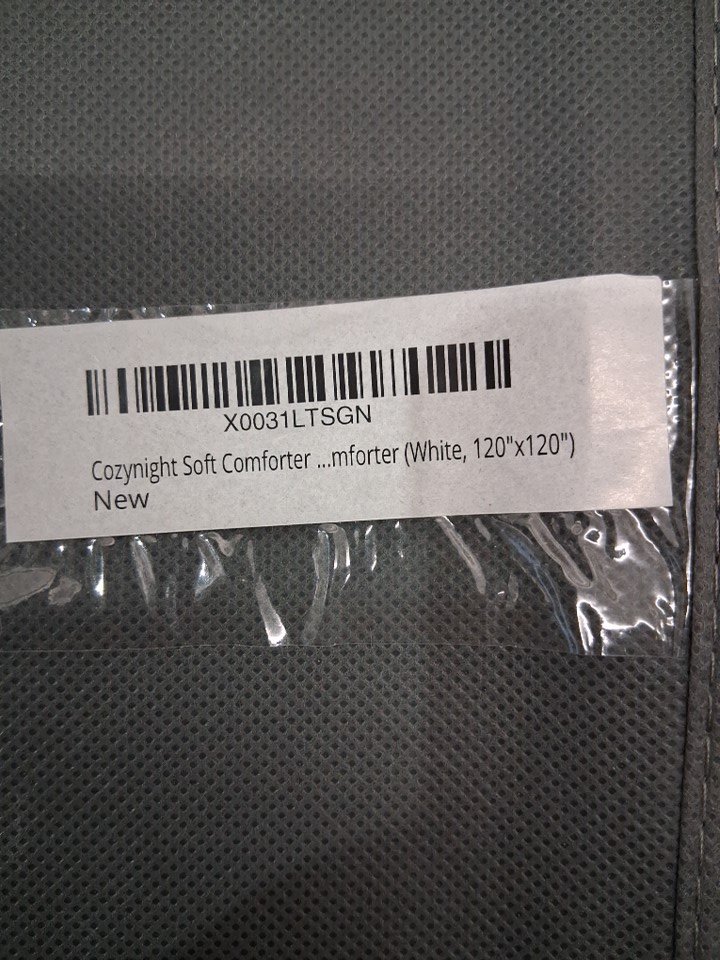 X0031LTSGN
Cozynight Soft Comforter ...mforter (White, 120"x120")
New